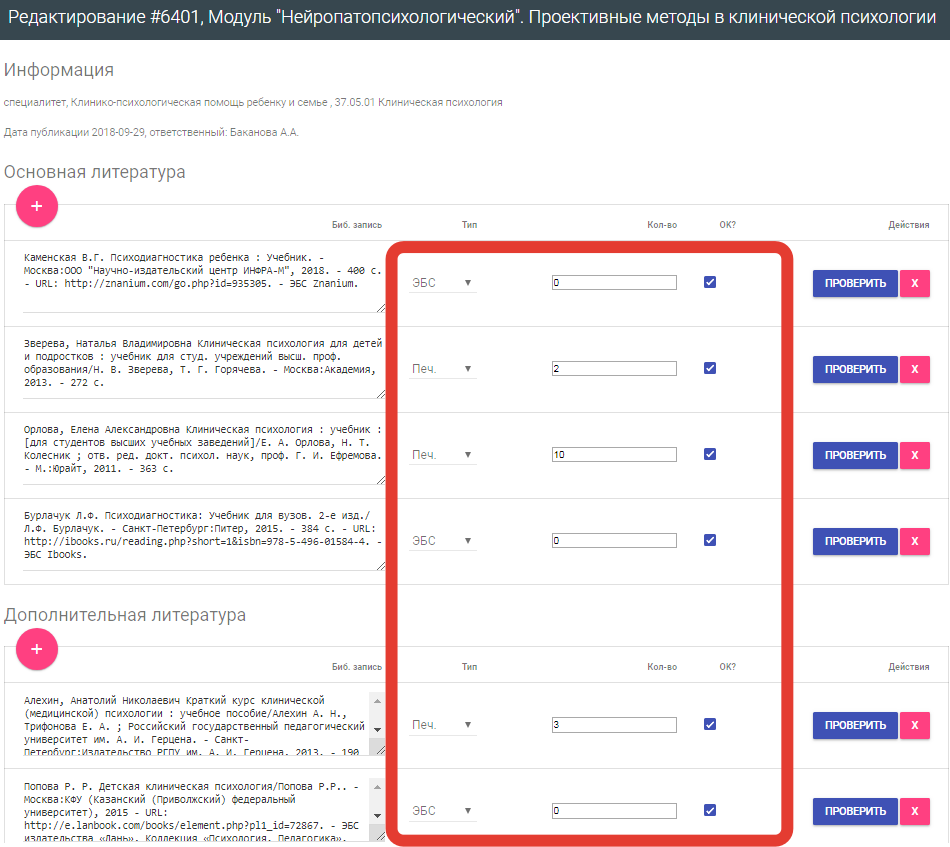 Редактирование #6401, Модуль "Нейропатопсихологический". Проективные методы в клинической психологии
Информация
специалитет, Клинико-психологическая помощь ребенку и семье , 37.05.01 Клиническая психология
Дата публикации 2018-09-29, ответственный: Баканова А.А.
Основная литература
+
Биб. запись Тип Кол-во ОК? Действия
Каменская В.Г. Психодиагностика ребенка : Учебник. -
Москва:ООО "Научно-издательский центр ИНФРА-М", 2018. - 400 с.
- URL: http://znanium.com/go.php?id=935305. - ЭБС Znanium.
ЭБС ▼ 0 ПРОВЕРИТЬ X
Зверева, Наталья Владимировна Клиническая психология для детей
и подростков : учебник для студ. учреждений высш. проф.
образования/Н. В. Зверева, Т. Г. Горячева. - Москва:Академия,
2013. - 272 с.
Печ. ▼ 2 ПРОВЕРИТЬ X
Орлова, Елена Александровна Клиническая психология : учебник :
[для студентов высших учебных заведений]/Е. А. Орлова, Н. Т.
Колесник ; отв. ред. докт. психол. наук, проф. Г. И. Ефремова.
- М.:Юрайт, 2011. - 363 с.
Печ. ▼ 10 ПРОВЕРИТЬ X
Бурлачук Л.Ф. Психодиагностика: Учебник для вузов. 2-е изд./
Л.Ф. Бурлачук. - Санкт-Петербург:Питер, 2015. - 384 с. - URL:
http://ibooks.ru/reading.php?short=1&isbn=978-5-496-01584-4. -
ЭБС Ibooks.
ЭБС ▼ 0 ПРОВЕРИТЬ X
Дополнительная литература
+
Биб. запись Тип Кол-во ОК? Действия
Алехин, Анатолий Николаевич Краткий курс клинической
(медицинской) психологии : учебное пособие/Алехин А. Н.,
Трифонова Е. А. ; Российский государственный педагогический
университет им. А. И. Герцена. - Санкт-
Петербург:Издательство РГПУ им. А. И. Герцена, 2013. - 190
Печ. ▼ 3 ПРОВЕРИТЬ X
Попова Р. Р. Детская клиническая психология/Попова Р.Р.. -
Москва:КФУ (Казанский (Приволжский) федеральный
университет), 2015 - URL:
http://e.lanbook.com/books/element.php?pl1_id=72867. - ЭБС
издательства «Лань». Коллекция «Психология. Педагогика».
ЭБС ▼ 0 ПРОВЕРИТЬ X